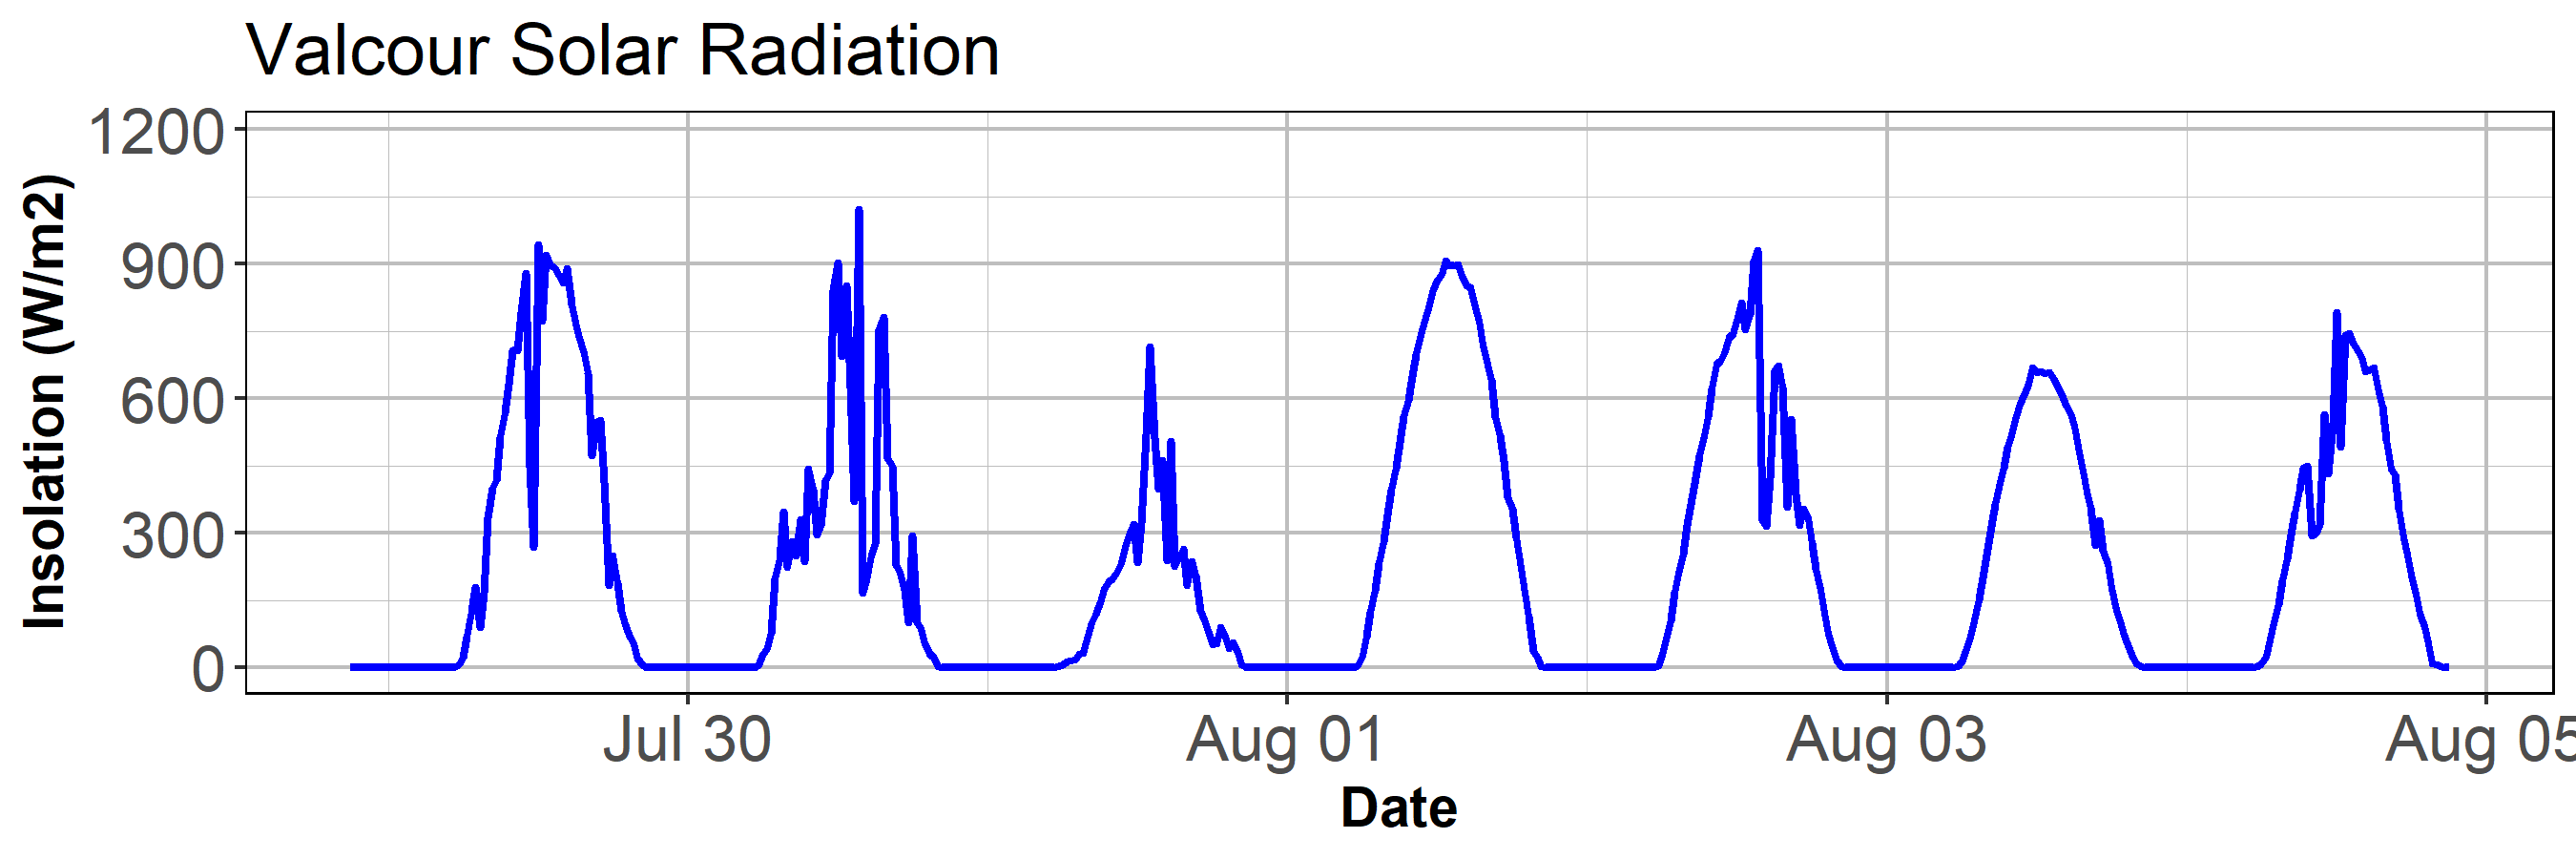 Valcour Solar Radiation
Insolation (W/m2)
1200
900
600
300
0
Jul 30
Aug 01
Aug 03
Aug 05
Date